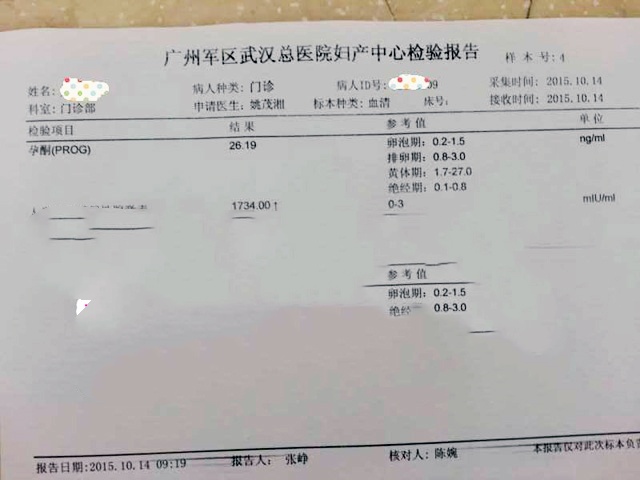 广州军区武汉总医院妇产中心检验报告 样本号:4
姓名: 病人种类:门诊 病人ID号: 09 采集时间:2015.10.14
科室:门诊部 申请医生:姚茂湘 标本种类:血清 床号: 接收时间:2015.10.14
检验项目 结果 参考值 单位
孕酮(PROG) 26.19 卵泡期:0.2-1.5 ng/ml
排卵期:0.8-3.0
黄体期:1.7-27.0
绝经期:0.1-0.8
1734.00↑ 0-3 mIU/ml
参考值
卵泡期:0.2-1.5
绝经 0.8-3.0
报告日期:2015.10.14 09:19 报告人:张峥 核对人:陈婉 本报告仅对此次标本负